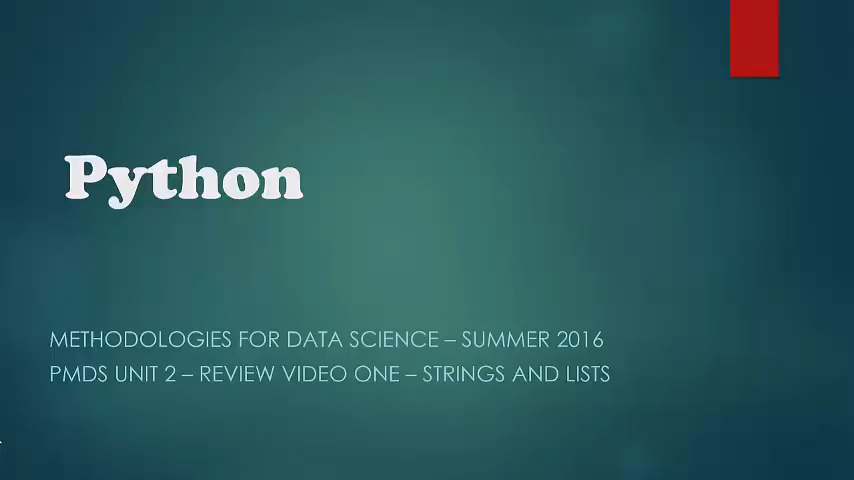 Python
METHODOLOGIES FOR DATA SCIENCE – SUMMER 2016
PMDS UNIT 2 – REVIEW VIDEO ONE – STRINGS AND LISTS